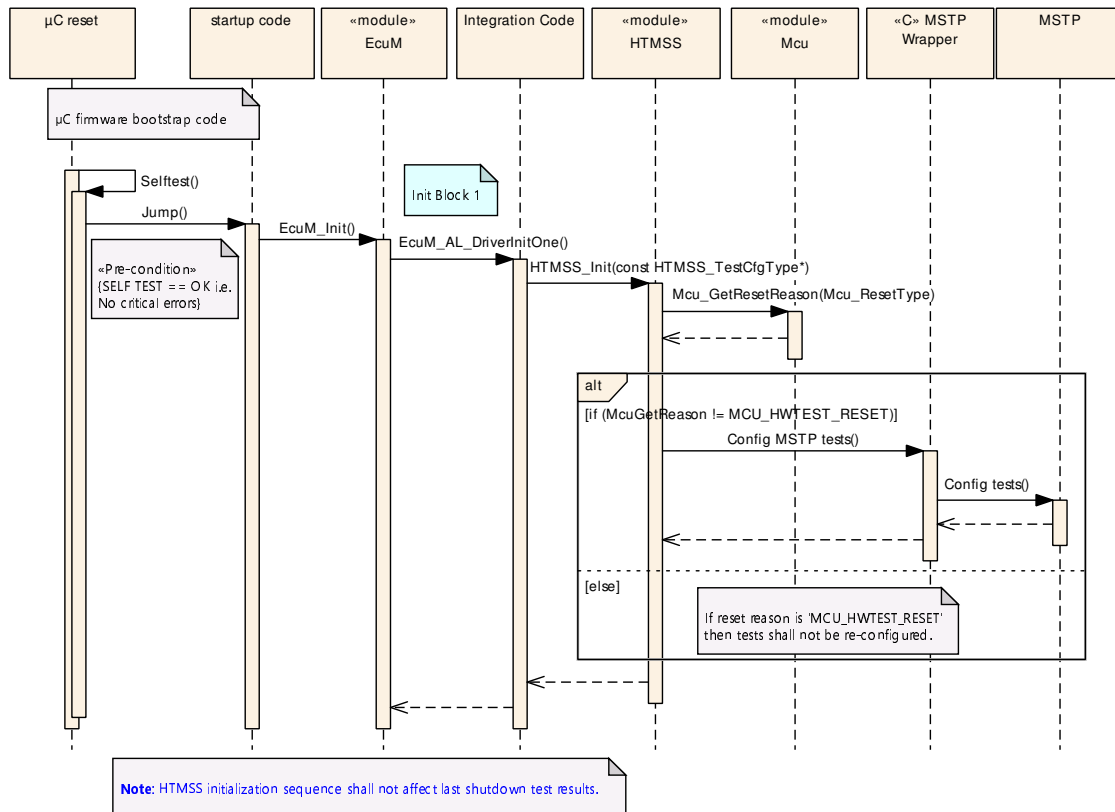 µC reset
startup code
«module»
EcuM
Integration Code
«module»
HTMSS
«module»
Mcu
«C» MSTP
Wrapper
MSTP
µC firmware bootstrap code
Selftest()
Init Block 1
Jump()
EcuM_Init()
EcuM_AL_DriverInitOne()
«Pre-condition»
{SELF TEST == OK i.e.
No critical errors}
HTMSS_Init(const HTMSS_TestCfgType*)
Mcu_GetResetReason(Mcu_ResetType)
alt
[if (McuGetReason != MCU_HWTEST_RESET)]
Config MSTP tests()
Config tests()
[else]
If reset reason is 'MCU_HWTEST_RESET'
then tests shall not be re-configured.
Note: HTMSS initialization sequence shall not affect last shutdown test results.